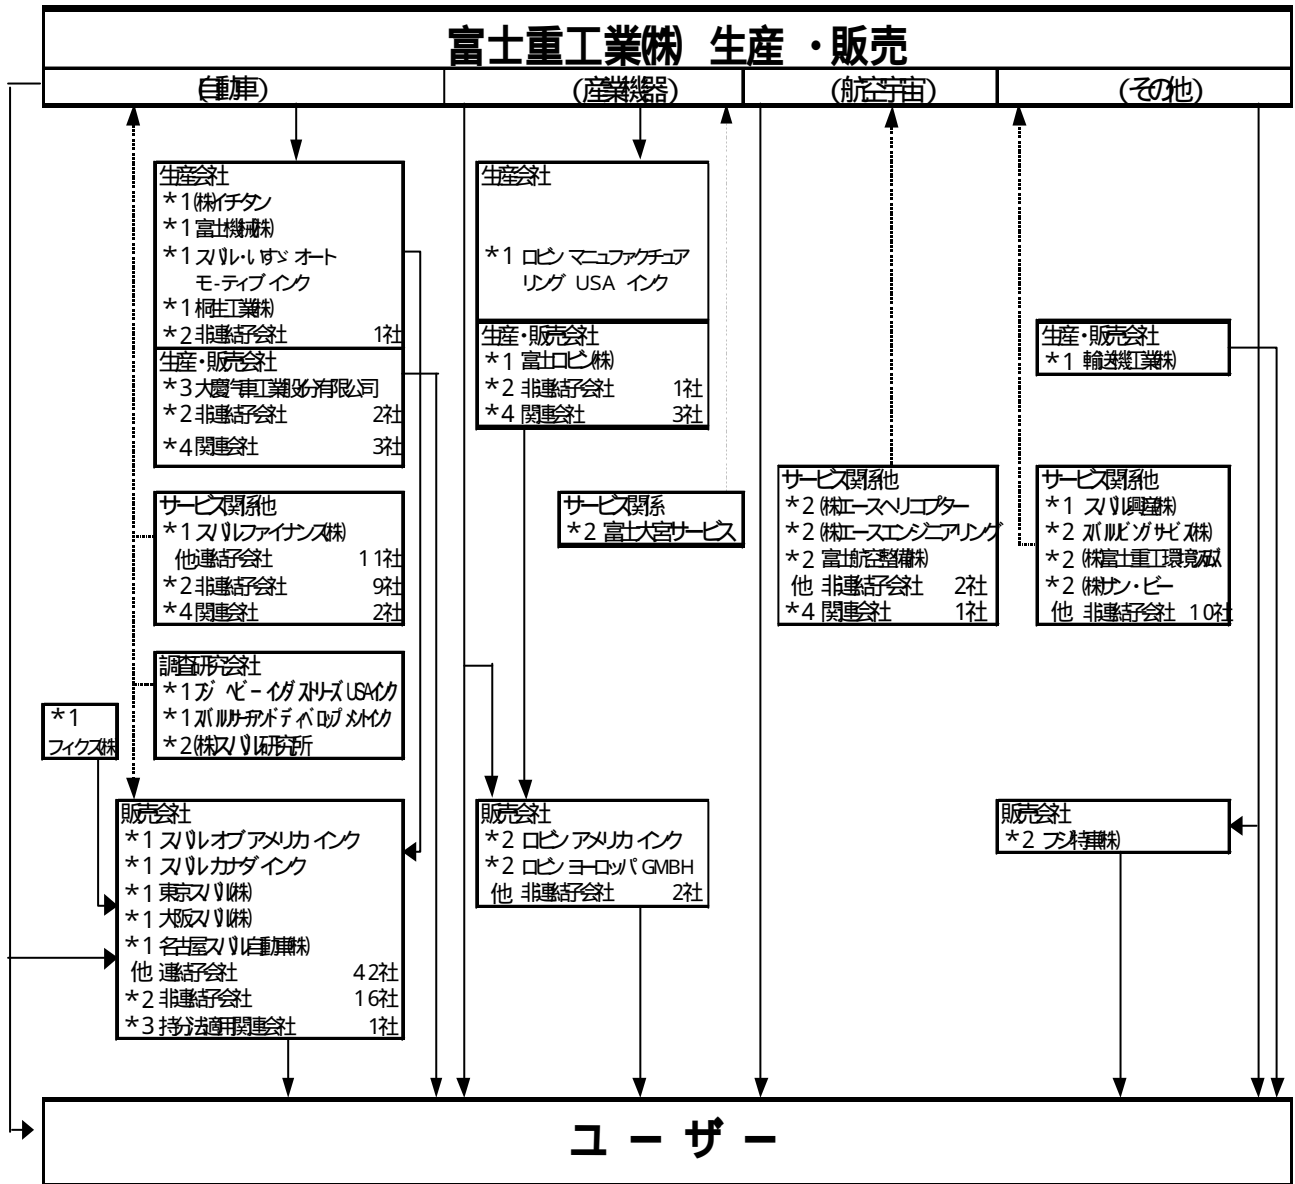 富士重工業㈱ 生産・販売
(自動車)
(産業機器)
(航空宇宙)
(その他)
生産会社
*1㈱イチタン
*1富士機械㈱
*1スバル・いすゞ オート
モ-ティブ インク
*1桐生工業㈱
*2非連結子会社 1社
生産・販売会社
*3大慶汽車工業股份有限公司
*2非連結子会社 2社
*4関連会社 3社
サービス関係他
*1スバルファイナンス㈱
他連結子会社 11社
*2非連結子会社 9社
*4関連会社 2社
調査研究会社
*1フジ ヘビー インダストリーズ USAインク
*1スバルリサーチアンドディベロップメントインク
*2㈱スバル研究所
*1
フィクス㈱
販売会社
*1スバル オブ アメリカ インク
*1スバル カナダ インク
*1東京スバル㈱
*1大阪スバル㈱
*1名古屋スバル自動車㈱
他 連結子会社 42社
*2非連結子会社 16社
*3持分法適用関連会社 1社
生産会社
*1 ロビン マニュファクチュア
リング USA インク
生産・販売会社
*1 富士ロビン㈱
*2 非連結子会社 1社
*4 関連会社 3社
サービス関係
*2 富士大宮サービス
販売会社
*2 ロビン アメリカ インク
*2 ロビン ヨーロッパ GMBH
他 非連結子会社 2社
サービス関係他
*2 ㈱エースヘリコプター
*2 ㈱エースエンジニアリング
*2 富士航空整備㈱
他 非連結子会社 2社
*4 関連会社 1社
生産・販売会社
*1 輸送機工業㈱
サービス関係他
*1 スバル興産㈱
*2 スバルビルヂングサービス㈱
*2 ㈱富士重工環境システム
*2 ㈱サン・ビー
他 非連結子会社 10社
販売会社
*2 フジ特車㈱
ユーザー